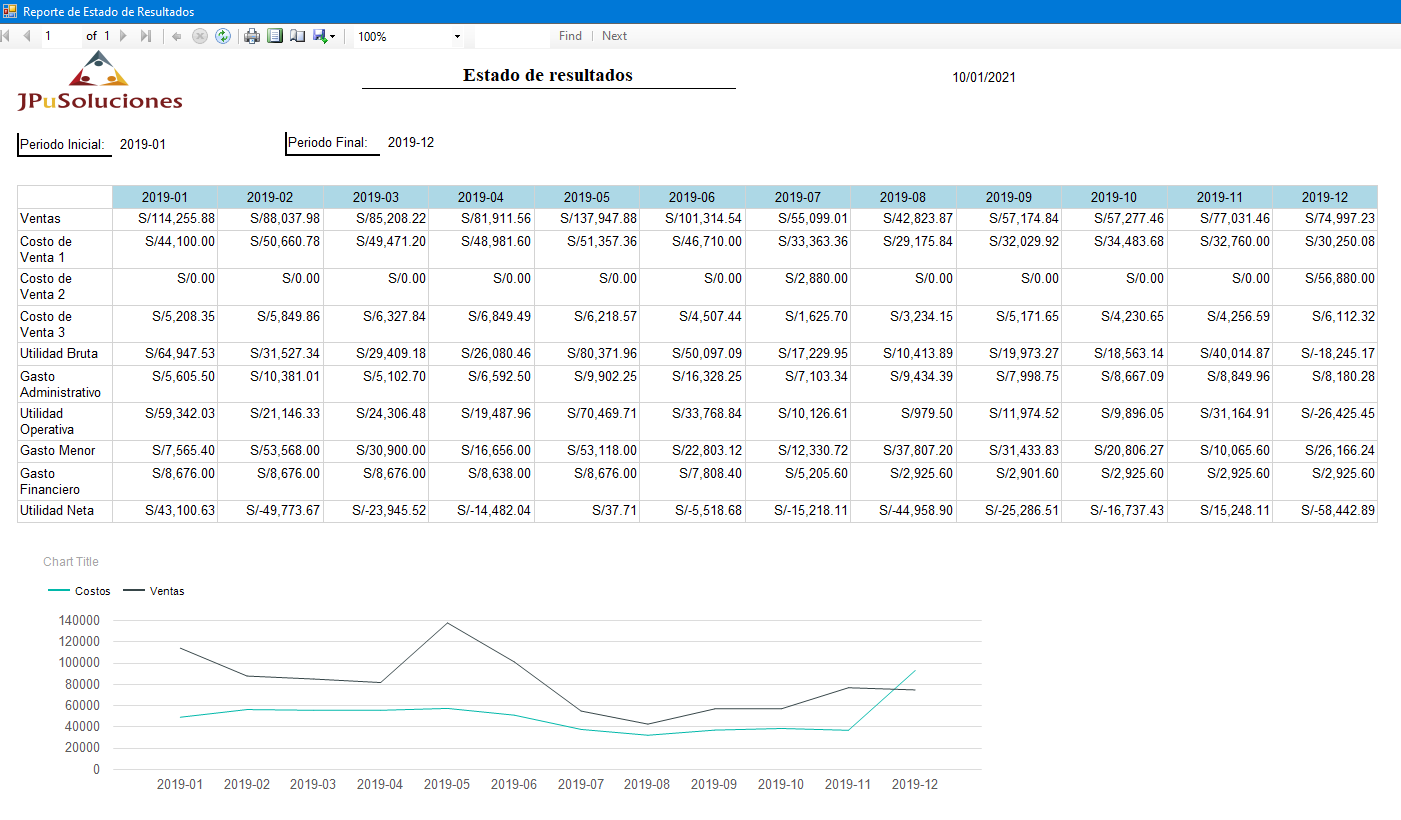 Reporte de Estado de Resultados
1 of 1 100% Find Next
Estado de resultados 10/01/2021
JPuSoluciones
Periodo Inicial: 2019-01 Periodo Final: 2019-12
2019-01 2019-02 2019-03 2019-04 2019-05 2019-06 2019-07 2019-08 2019-09 2019-10 2019-11 2019-12
Ventas S/114,255.88 S/88,037.98 S/85,208.22 S/81,911.56 S/137,947.88 S/101,314.54 S/55,099.01 S/42,823.87 S/57,174.84 S/57,277.46 S/77,031.46 S/74,997.23
Costo de S/44,100.00 S/50,660.78 S/49,471.20 S/48,981.60 S/51,357.36 S/46,710.00 S/33,363.36 S/29,175.84 S/32,029.92 S/34,483.68 S/32,760.00 S/30,250.08
Venta 1
Costo de S/0.00 S/0.00 S/0.00 S/0.00 S/0.00 S/0.00 S/2,880.00 S/0.00 S/0.00 S/0.00 S/0.00 S/56,880.00
Venta 2
Costo de S/5,208.35 S/5,849.86 S/6,327.84 S/6,849.49 S/6,218.57 S/4,507.44 S/1,625.70 S/3,234.15 S/5,171.65 S/4,230.65 S/4,256.59 S/6,112.32
Venta 3
Utilidad Bruta S/64,947.53 S/31,527.34 S/29,409.18 S/26,080.46 S/80,371.96 S/50,097.09 S/17,229.95 S/10,413.89 S/19,973.27 S/18,563.14 S/40,014.87 S/-18,245.17
Gasto S/5,605.50 S/10,381.01 S/5,102.70 S/6,592.50 S/9,902.25 S/16,328.25 S/7,103.34 S/9,434.39 S/7,998.75 S/8,667.09 S/8,849.96 S/8,180.28
Administrativo
Utilidad S/59,342.03 S/21,146.33 S/24,306.48 S/19,487.96 S/70,469.71 S/33,768.84 S/10,126.61 S/979.50 S/11,974.52 S/9,896.05 S/31,164.91 S/-26,425.45
Operativa
Gasto Menor S/7,565.40 S/53,568.00 S/30,900.00 S/16,656.00 S/53,118.00 S/22,803.12 S/12,330.72 S/37,807.20 S/31,433.83 S/20,806.27 S/10,065.60 S/26,166.24
Gasto S/8,676.00 S/8,676.00 S/8,676.00 S/8,638.00 S/8,676.00 S/7,808.40 S/5,205.60 S/2,925.60 S/2,901.60 S/2,925.60 S/2,925.60 S/2,925.60
Financiero
Utilidad Neta S/43,100.63 S/-49,773.67 S/-23,945.52 S/-14,482.04 S/37.71 S/-5,518.68 S/-15,218.11 S/-44,958.90 S/-25,286.51 S/-16,737.43 S/15,248.11 S/-58,442.89
Chart Title
Costos Ventas
140000
120000
100000
80000
60000
40000
20000
0
2019-01 2019-02 2019-03 2019-04 2019-05 2019-06 2019-07 2019-08 2019-09 2019-10 2019-11 2019-12